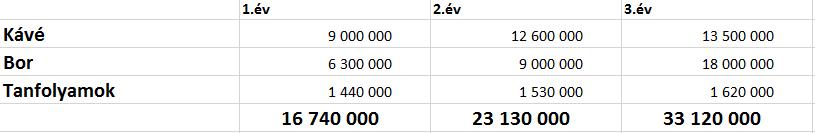 1.év 2.év 3.év
Kávé 9 000 000 12 600 000 13 500 000
Bor 6 300 000 9 000 000 18 000 000
Tanfolyamok 1 440 000 1 530 000 1 620 000
16 740 000 23 130 000 33 120 000